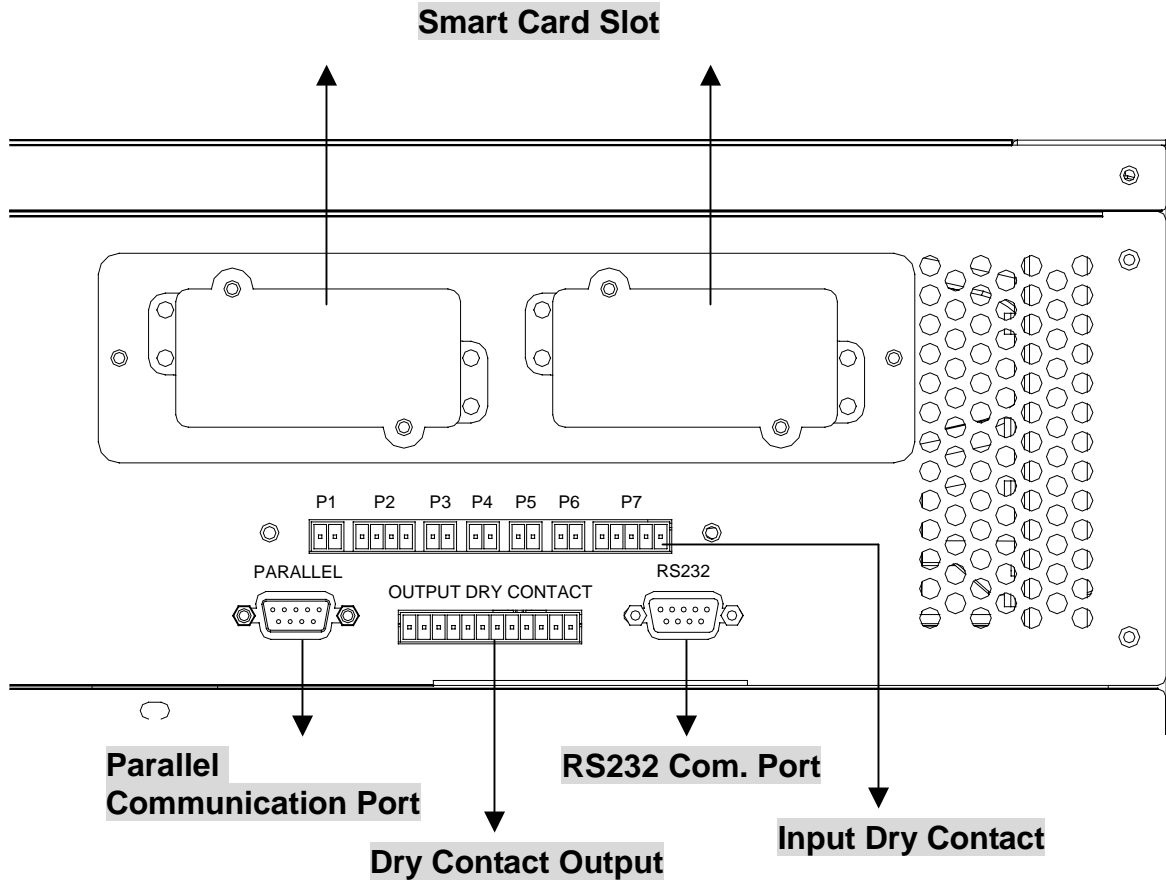 Smart Card Slot
P1 P2 P3 P4 P5 P6 P7
PARALLEL
OUTPUT DRY CONTACT
RS232
Parallel
Communication Port
RS232 Com. Port
Dry Contact Output
Input Dry Contact